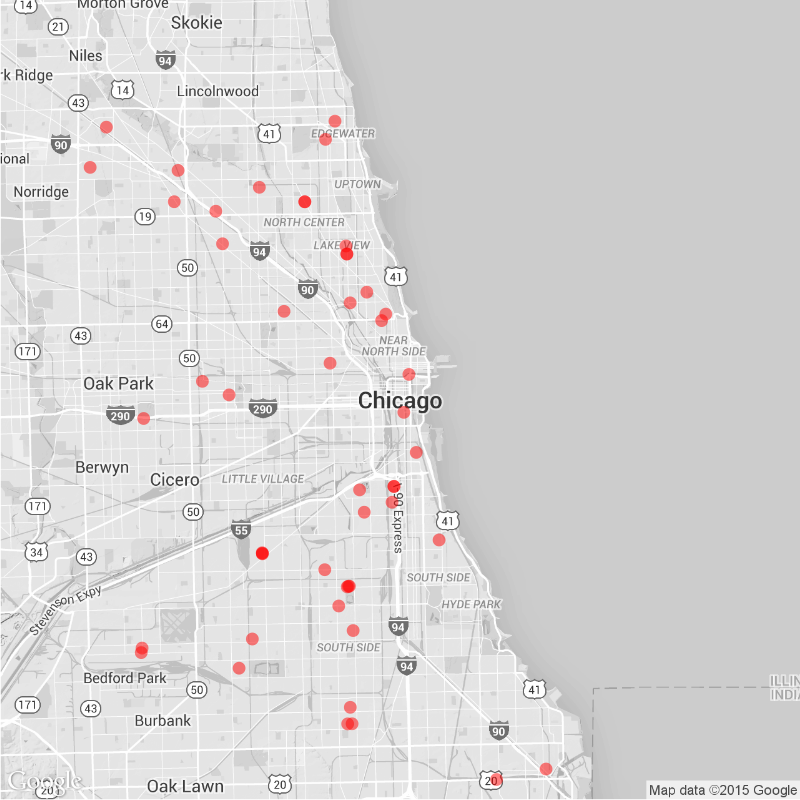 14
Morton Grove
21
Skokie
Niles
94
rk Ridge
14
Lincolnwood
43
41
EDGEWATER
90
ional
Norridge
UPTOWN
19
NORTH CENTER
LAKE VIEW
94
50
41
90
64
43
NEAR
NORTH SIDE
171
50
Oak Park
290
290
Chicago
Berwyn
Cicero
LITTLE VILLAGE
90 Express
171
50
41
55
34
43
SOUTH SIDE
Stevenson Expy
HYDE PARK
94
SOUTH SIDE
94
Bedford Park
50
41
ILLIN
INDIA
171
43
Burbank
90
Google
20
Oak Lawn
20
20
Map data ©2015 Google